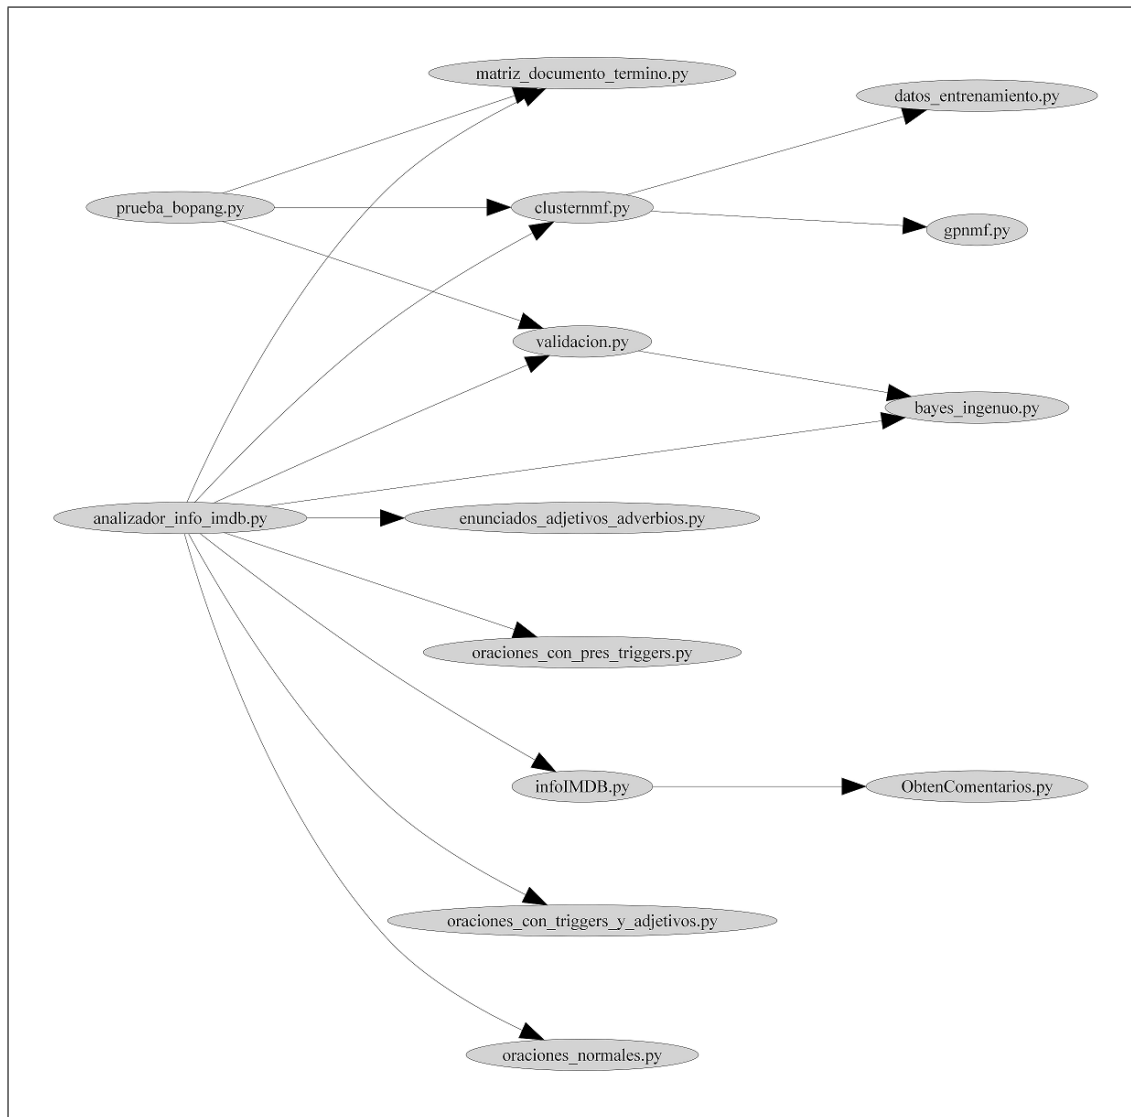 matriz_documento_termino.py
datos_entrenamiento.py
prueba_bopang.py
clusternmf.py
gpnmf.py
validacion.py
bayes_ingenuo.py
analizador_info_imdb.py
enunciados_adjetivos_adverbios.py
oraciones_con_pres_triggers.py
infoIMDB.py
ObtenComentarios.py
oraciones_con_triggers_y_adjetivos.py
oraciones_normales.py